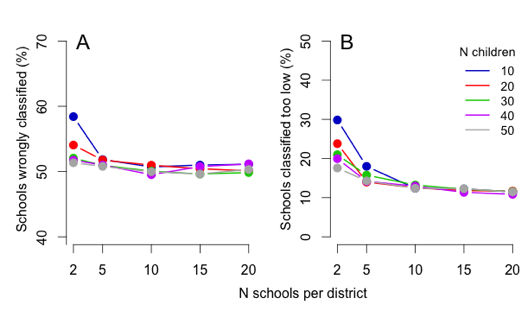 A
Schools wrongly classified (%)
70
60
50
40
2 5 10 15 20
B
Schools classified too low (%)
50
40
30
20
10
0
2 5 10 15 20
N children
10
20
30
40
50
N schools per district